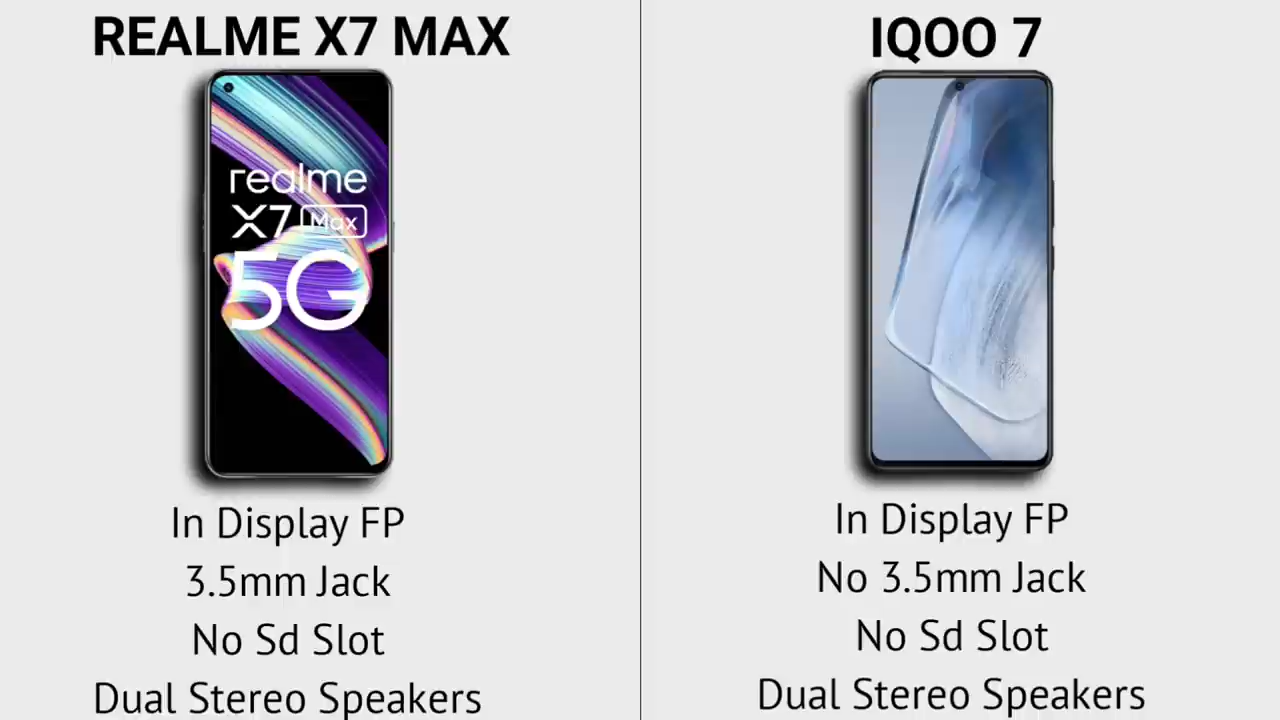 REALME X7 MAX
realme
X7 Max
5G
In Display FP
3.5mm Jack
No Sd Slot
Dual Stereo Speakers
IQOO 7
In Display FP
No 3.5mm Jack
No Sd Slot
Dual Stereo Speakers